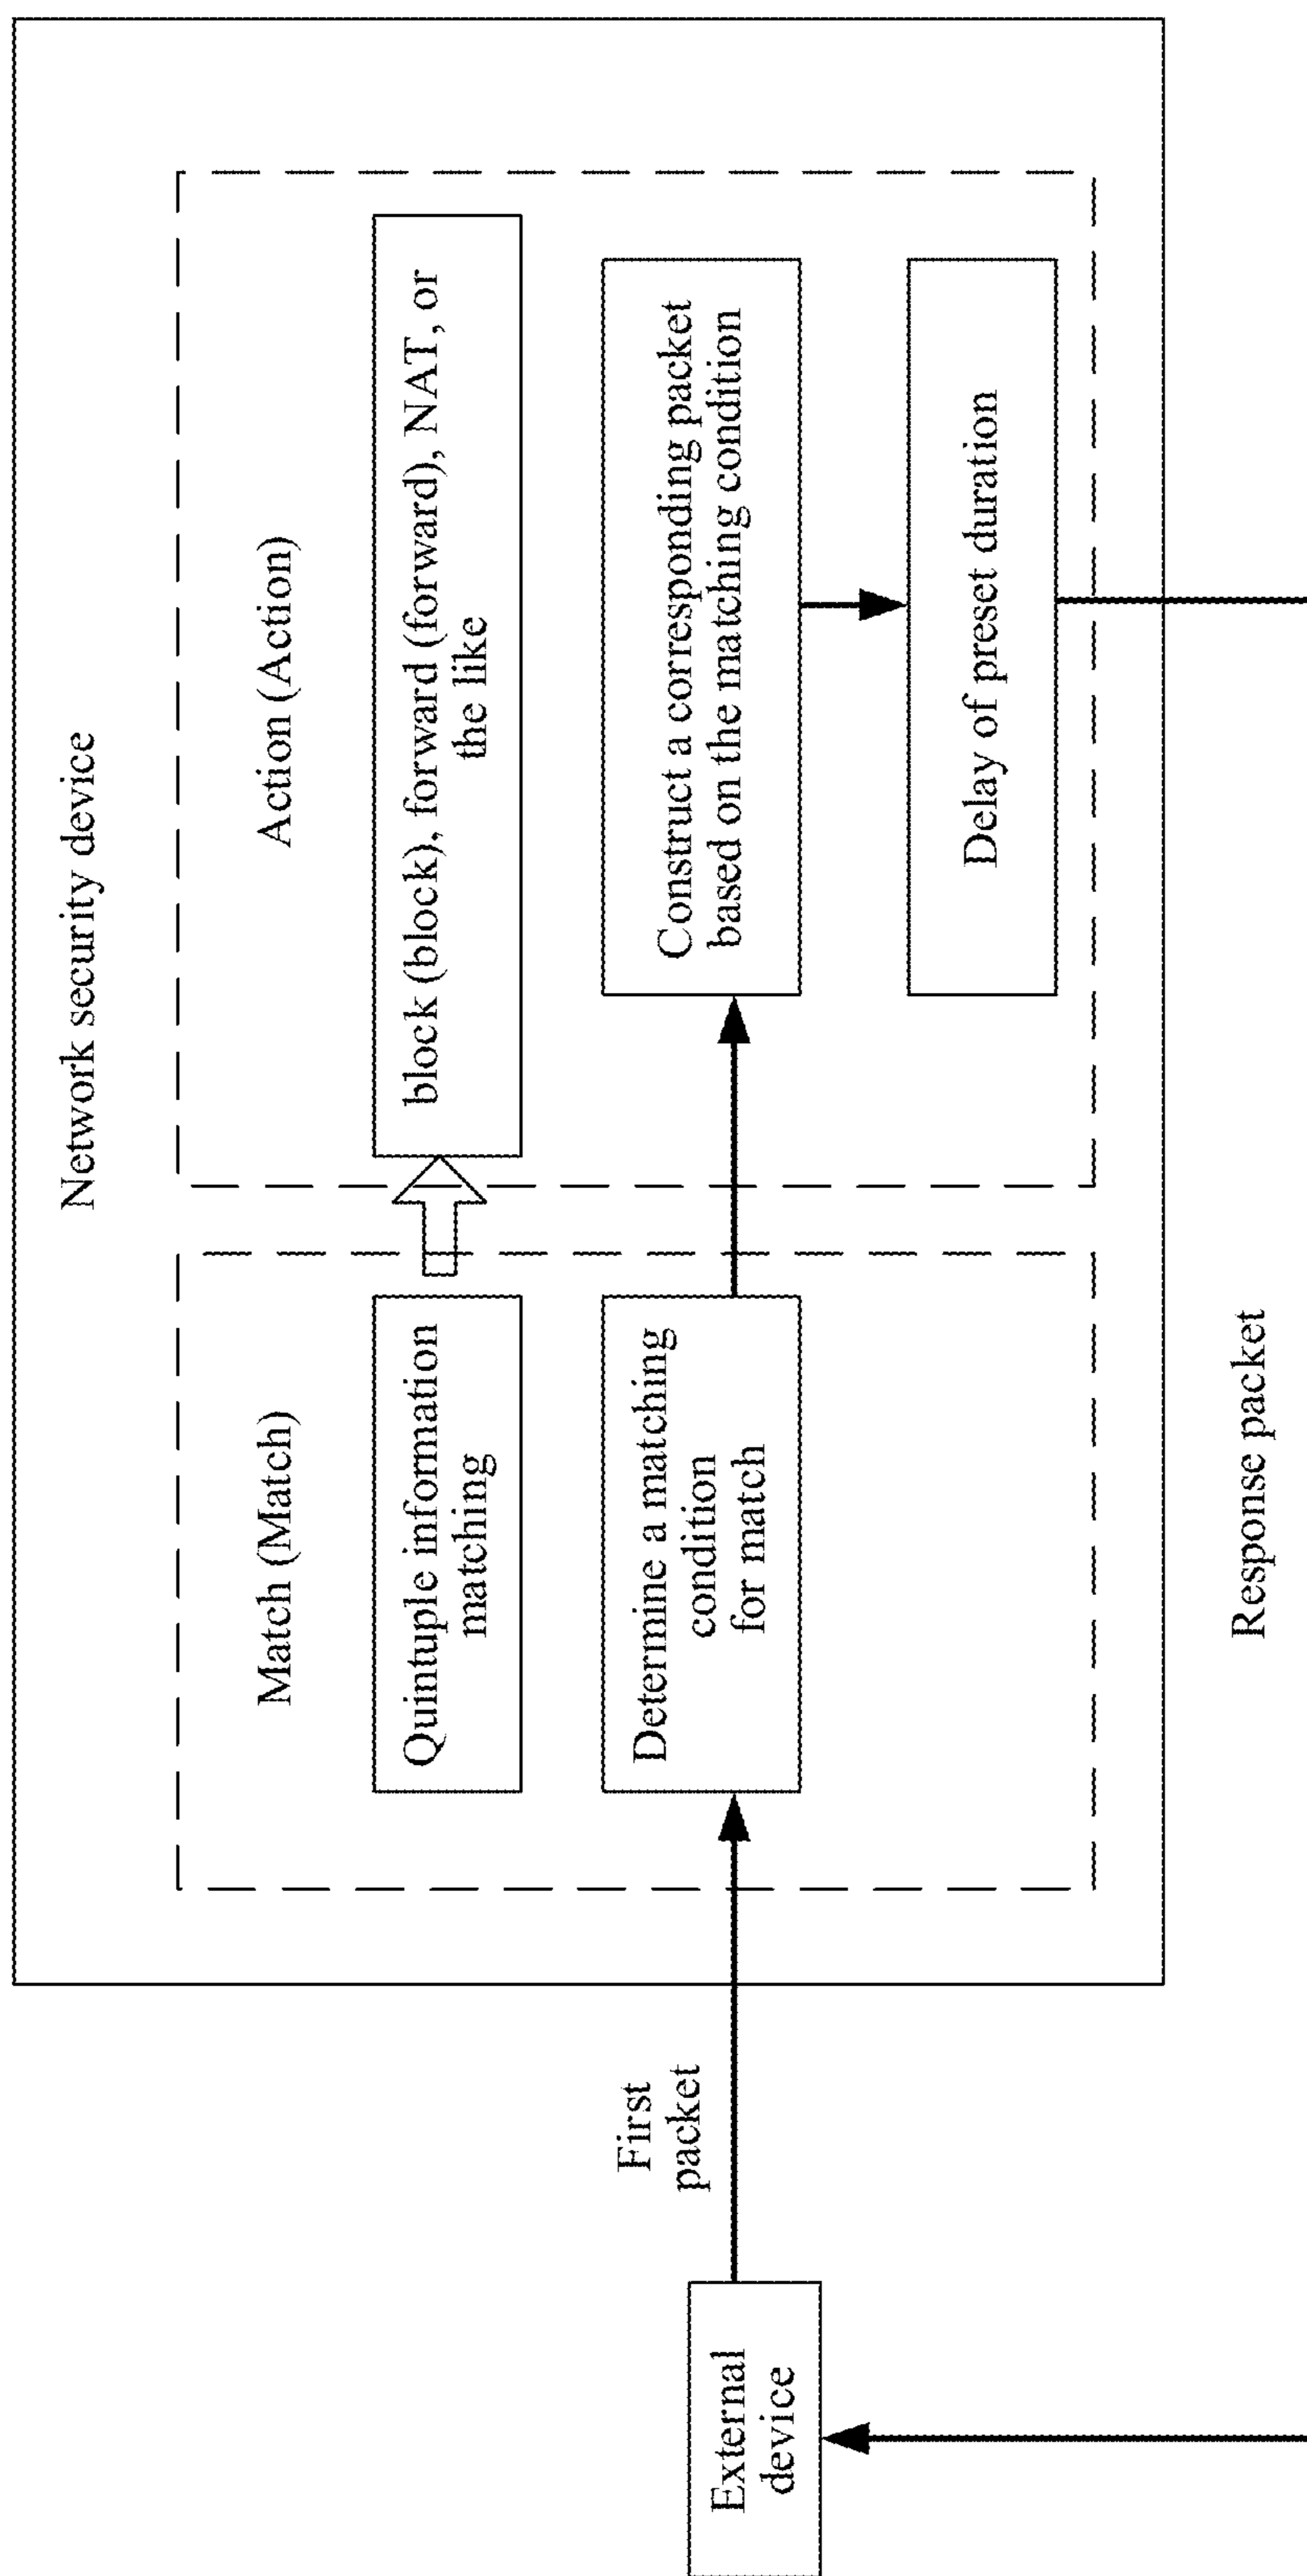 Network security device
Match (Match)
Action (Action)
Quintuple information
matching
block (block), forward (forward), NAT, or
the like
First
packet
Determine a matching
condition
for match
Construct a corresponding packet
based on the matching condition
External
device
Delay of preset duration
Response packet